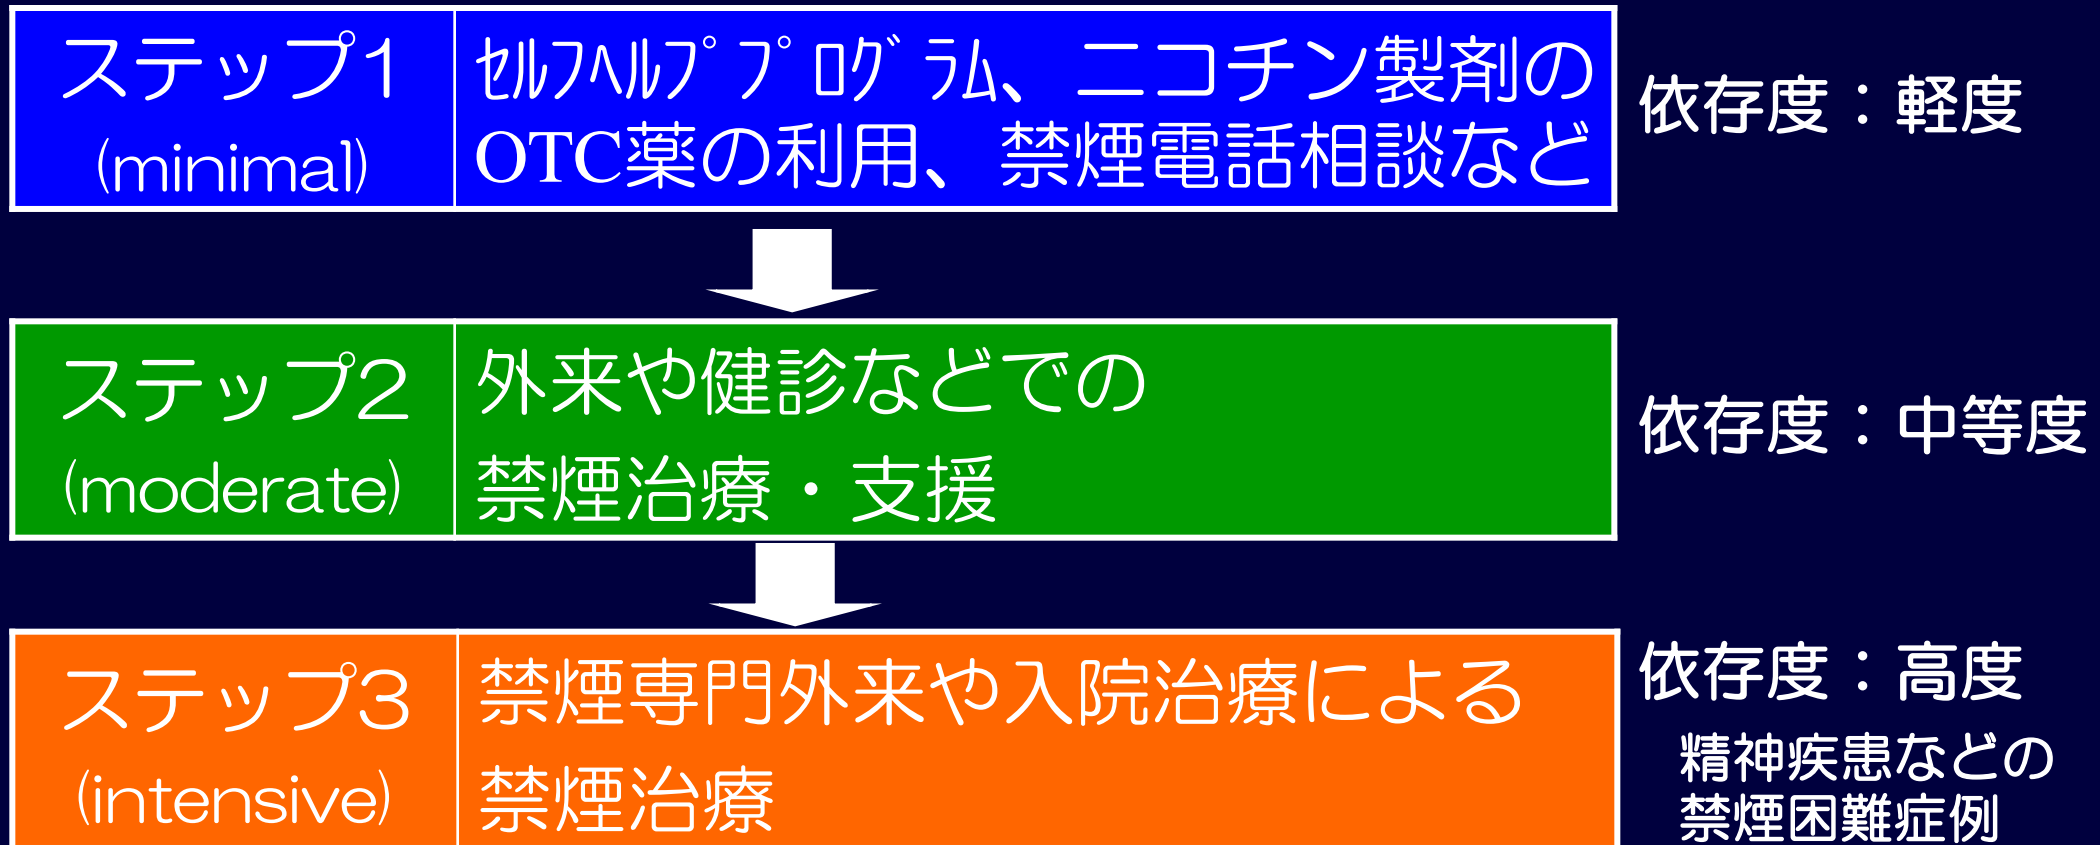 ステップ1
(minimal)
ｾﾙﾌﾍﾙﾌﾟﾌﾟﾛｸﾞﾗﾑ、ニコチン製剤の
OTC薬の利用、禁煙電話相談など
依存度：軽度
ステップ2
(moderate)
外来や健診などでの
禁煙治療・支援
依存度：中等度
ステップ3
(intensive)
禁煙専門外来や入院治療による
禁煙治療
依存度：高度
精神疾患などの
禁煙困難症例